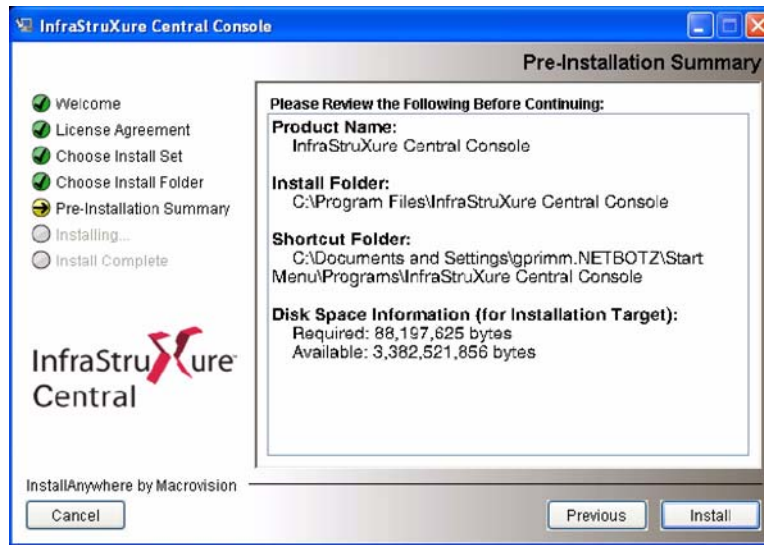 InfraStruXure Central Console
Pre-Installation Summary
Welcome
License Agreement
Choose Install Set
Choose Install Folder
Pre-Installation Summary
Installing...
Install Complete
InfraStruXure
Central
Please Review the Following Before Continuing:
Product Name:
InfraStruXure Central Console
Install Folder:
C:\Program Files\InfraStruXure Central Console
Shortcut Folder:
C:\Documents and Settings\gprimm.NETBOTZ\Start
Menu\Programs\InfraStruXure Central Console
Disk Space Information (for Installation Target):
Required: 88,197,625 bytes
Available: 3,382,521,856 bytes
InstallAnywhere by Macrovision
Cancel
Previous
Install